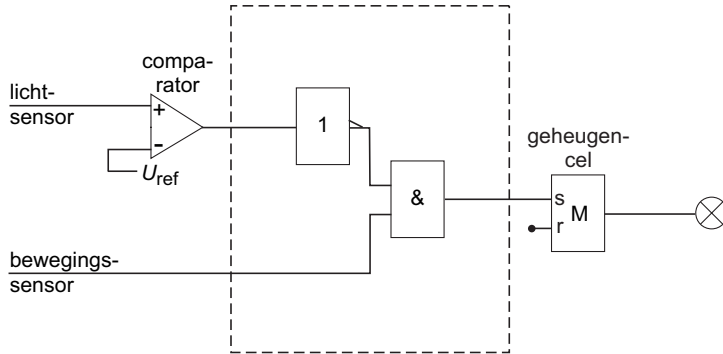 compa-
rator
licht-
sensor
+
-
U ref
1
&
geheugen-
cel
s
M
r
bewegings-
sensor